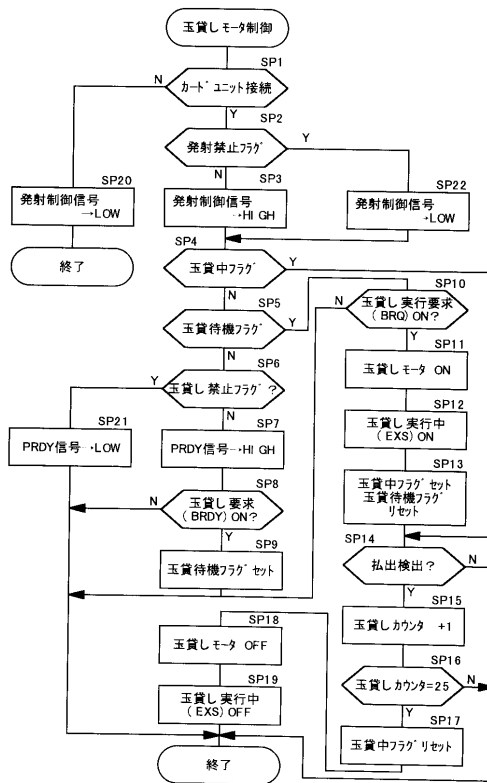 玉貸しモータ制御
SP1
カードユニット接続
N
Y
SP2
発射禁止フラグ
Y
N
SP3
発射制御信号
→HIGH
SP20
発射制御信号
→LOW
終了
SP22
発射制御信号
→LOW
SP4
玉貸中フラグ
Y
N
SP5
玉貸待機フラグ
Y
N
SP6
玉貸し禁止フラグ?
Y
N
SP21
PRDY信号→LOW
SP7
PRDY信号→HIGH
SP8
玉貸し要求
(BRDY)ON?
N
Y
SP9
玉貸待機フラグセット
SP10
玉貸し実行要求
(BRQ)ON?
N
Y
SP11
玉貸しモータ ON
SP12
玉貸し実行中
(EXS)ON
SP13
玉貸中フラグセット
玉貸待機フラグ
リセット
SP14
払出検出?
N
Y
SP15
玉貸しカウンタ +1
SP16
玉貸しカウンタ=25
N
Y
SP17
玉貸中フラグリセット
SP18
玉貸しモータ OFF
SP19
玉貸し実行中
(EXS)OFF
終了